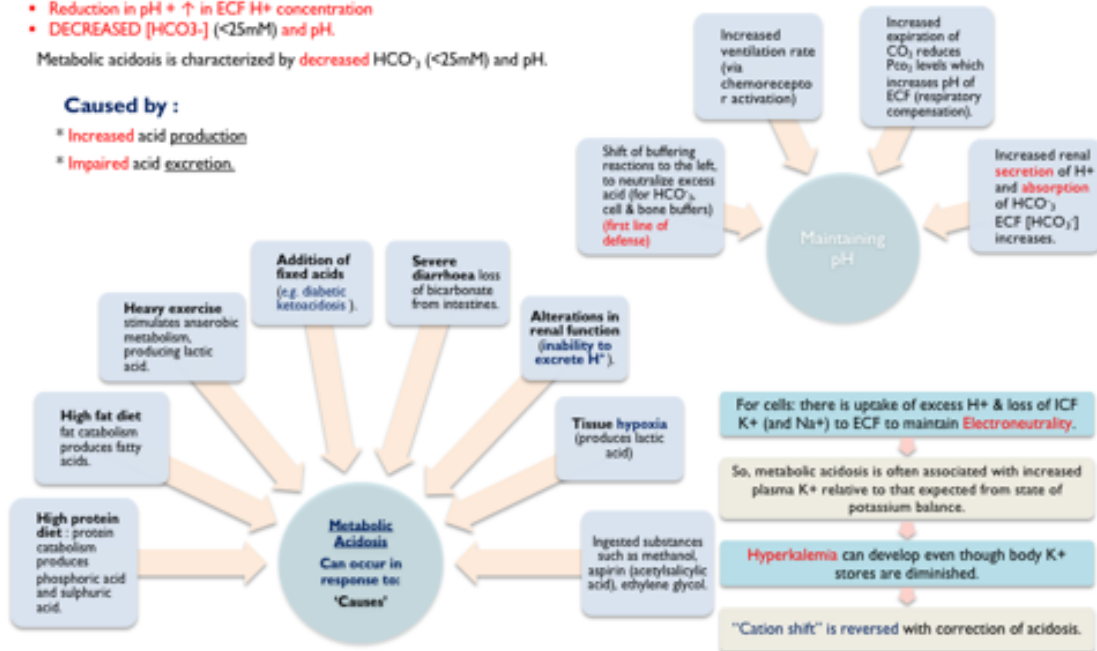 • Reduction in pH + ↑ in ECF H+ concentration
• DECREASED [HCO3-] (<25mM) and pH.
Metabolic acidosis is characterized by decreased HCO-₃ (<25mM) and pH.
Caused by :
* Increased acid production
* Impaired acid excretion.
Shift of buffering
reactions to the left,
to neutralize excess
acid (for HCO-₃,
cell & bone buffers)
(first line of
defense)
Increased
ventilation rate
(via
chemorecepto
r activation)
Increased
expiration of
CO₂ reduces
Pco₂ levels which
increases pH of
ECF (respiratory
compensation).
Increased renal
secretion of H+
and absorption
of HCO-₃
ECF [HCO₃-]
increases.
Maintaining
pH
High protein
diet : protein
catabolism
produces
phosphoric acid
and sulphuric
acid.
High fat diet
fat catabolism
produces fatty
acids.
Heavy exercise
stimulates anaerobic
metabolism,
producing lactic
acid.
Addition of
fixed acids
(e.g. diabetic
ketoacidosis ).
Severe
diarrhoea loss
of bicarbonate
from intestines.
Alterations in
renal function
(inability to
excrete H⁺ ).
Tissue hypoxia
(produces lactic
acid)
Ingested substances
such as methanol,
aspirin (acetylsalicylic
acid), ethylene glycol.
Metabolic
Acidosis
Can occur in
response to:
'Causes'
For cells: there is uptake of excess H+ & loss of ICF
K+ (and Na+) to ECF to maintain Electroneutrality.
So, metabolic acidosis is often associated with increased
plasma K+ relative to that expected from state of
potassium balance.
Hyperkalemia can develop even though body K+
stores are diminished.
"Cation shift" is reversed with correction of acidosis.